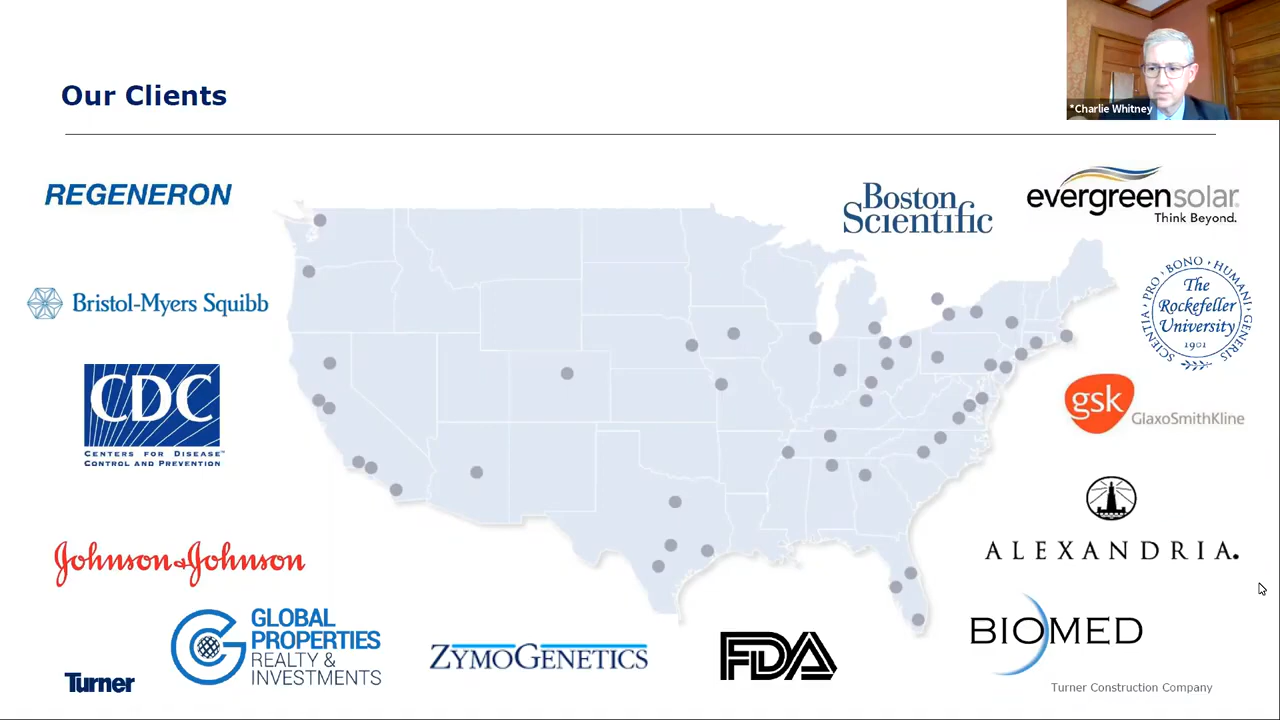 Our Clients
*Charlie Whitney
REGENERON
Boston
Scientific
evergreensolar
Think Beyond.
Bristol-Myers Squibb
PRO · BONO · HUMANI · GENERIS · SCIENTIA
The
Rockefeller
University
1901
CDC
CENTERS FOR DISEASE™
CONTROL AND PREVENTION
gsk
GlaxoSmithKline
ALEXANDRIA.
Johnson & Johnson
GLOBAL
PROPERTIES
REALTY &
INVESTMENTS
ZYMOGENETICS
FDA
BIOMED
Turner
Turner Construction Company